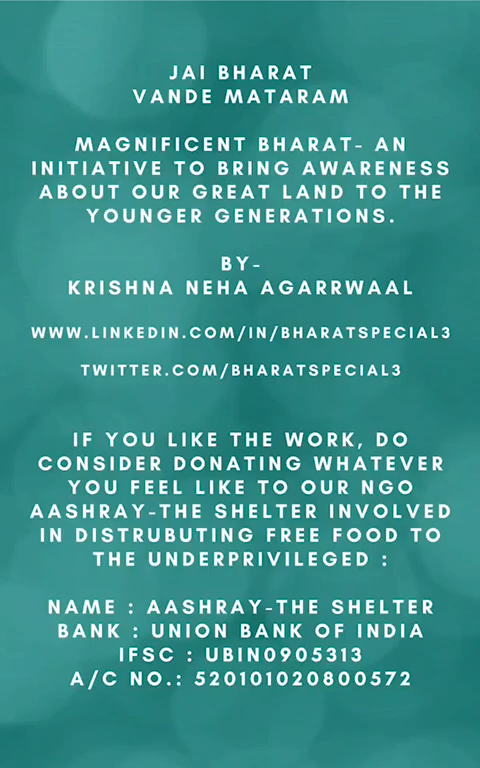 JAI BHARAT
VANDE MATARAM
MAGNIFICENT BHARAT- AN
INITIATIVE TO BRING AWARENESS
ABOUT OUR GREAT LAND TO THE
YOUNGER GENERATIONS.
BY-
KRISHNA NEHA AGARRWAAL
WWW.LINKEDIN.COM/IN/BHARATSPECIAL3
TWITTER.COM/BHARATSPECIAL3
IF YOU LIKE THE WORK, DO
CONSIDER DONATING WHATEVER
YOU FEEL LIKE TO OUR NGO
AASHRAY-THE SHELTER INVOLVED
IN DISTRUBUTING FREE FOOD TO
THE UNDERPRIVILEGED :
NAME : AASHRAY-THE SHELTER
BANK : UNION BANK OF INDIA
IFSC : UBIN0905313
A/C NO.: 520101020800572